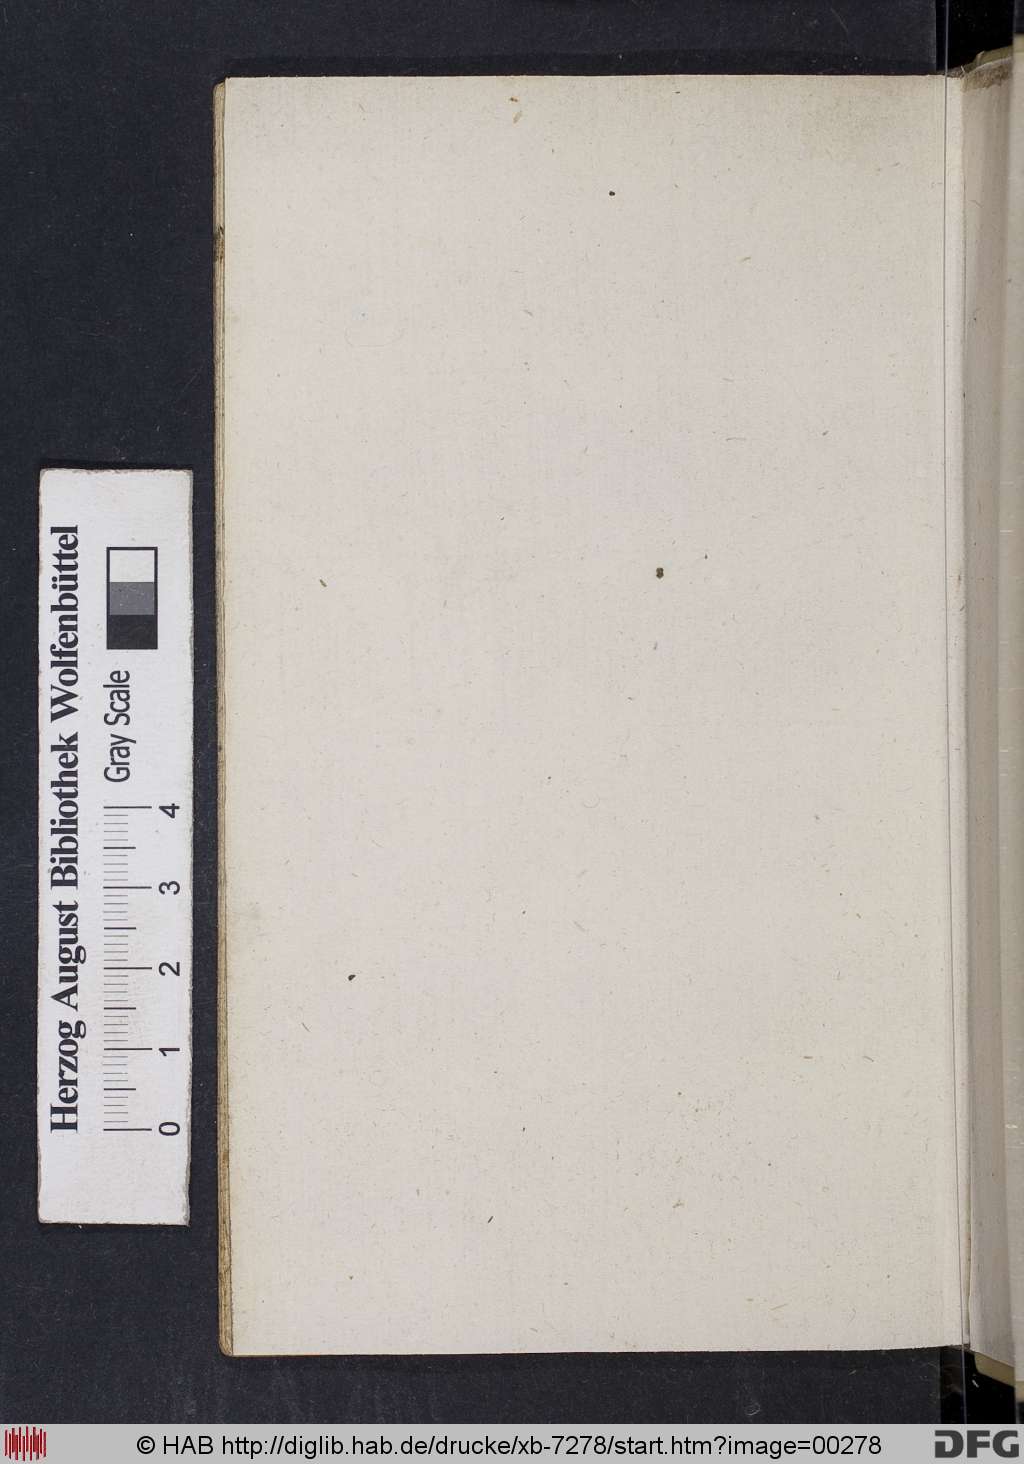 Herzog August Bibliothek Wolfenbüttel
0 1 2 3 4 Gray Scale
© HAB http://diglib.hab.de/drucke/xb-7278/start.htm?image=00278
DFG